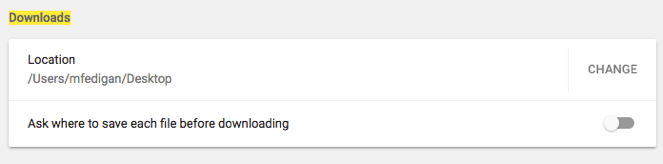 Downloads
Location
/Users/mfedigan/Desktop
CHANGE
Ask where to save each file before downloading